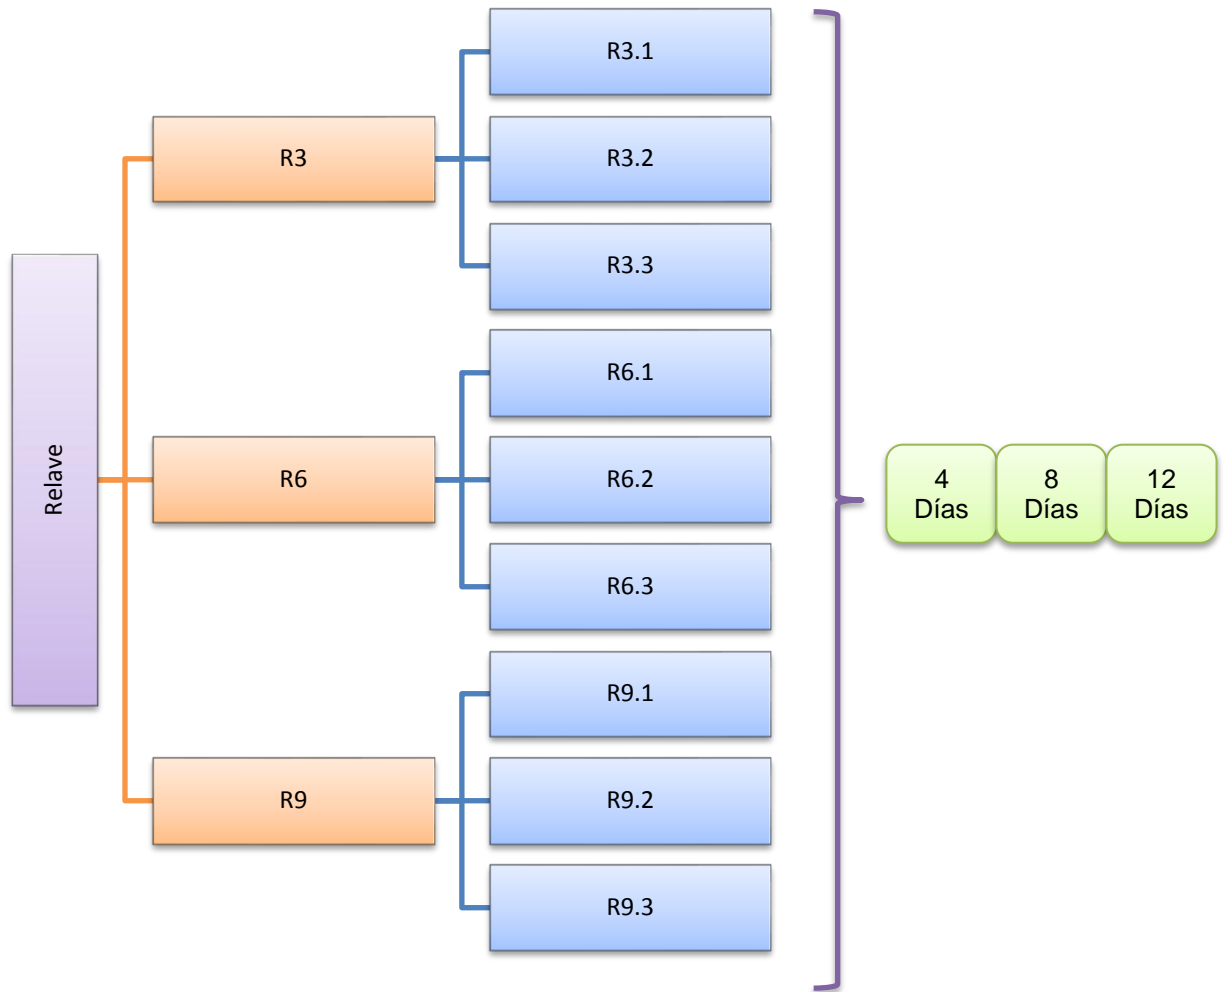 Relave
R3
R3.1
R3.2
R3.3
R6
R6.1
R6.2
R6.3
R9
R9.1
R9.2
R9.3
4
Días
8
Días
12
Días